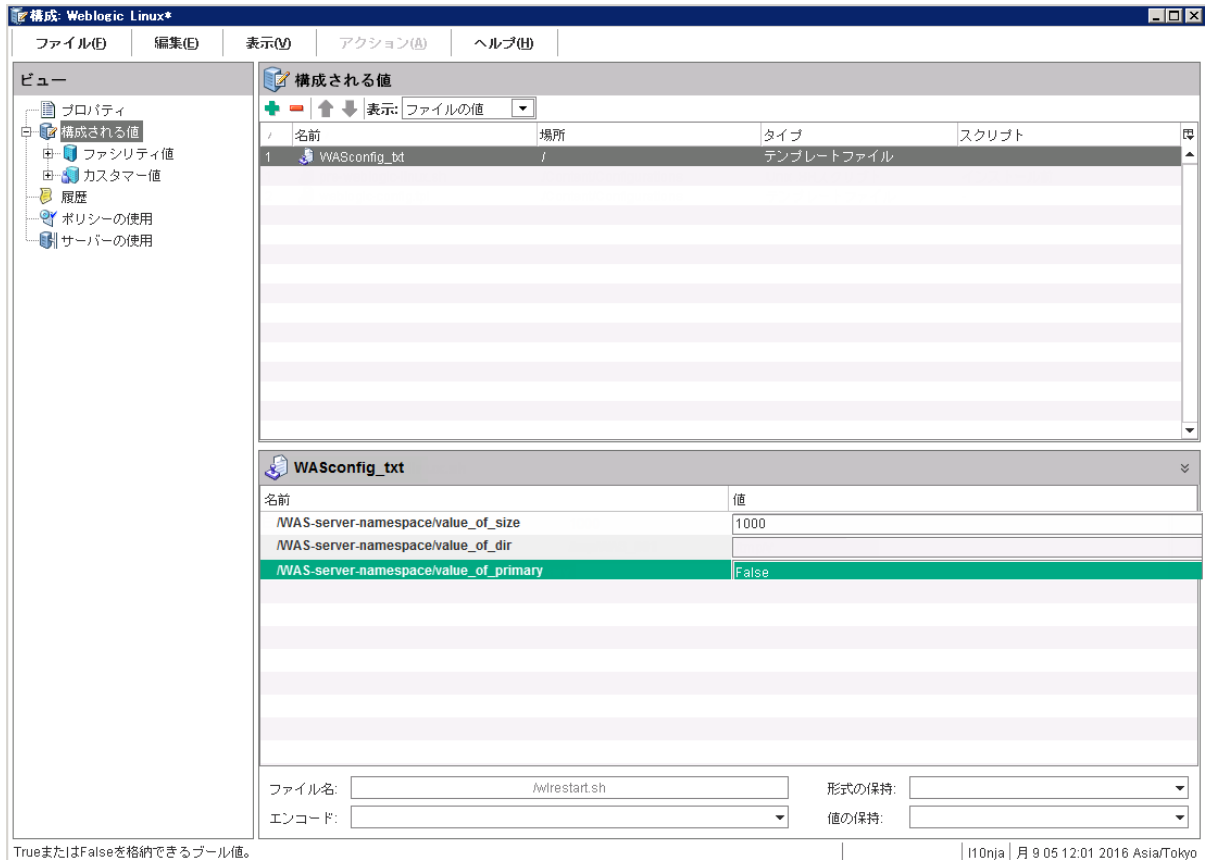 構成: Weblogic Linux*
ファイル(F) 編集(E) 表示(V) アクション(A) ヘルプ(H)
ビュー
プロパティ
構成される値
ファシリティ値
カスタマー値
履歴
ポリシーの使用
サーバーの使用
構成される値
表示: ファイルの値
/ 名前 場所 タイプ スクリプト
1 WASconfig_txt / テンプレートファイル
WASconfig_txt
名前 値
/WAS-server-namespace/value_of_size 1000
/WAS-server-namespace/value_of_dir
/WAS-server-namespace/value_of_primary False
ファイル名: /wlrestart.sh 形式の保持:
エンコード: 値の保持:
TrueまたはFalseを格納できるブール値。 l10nja 月 9 05 12:01 2016 Asia/Tokyo